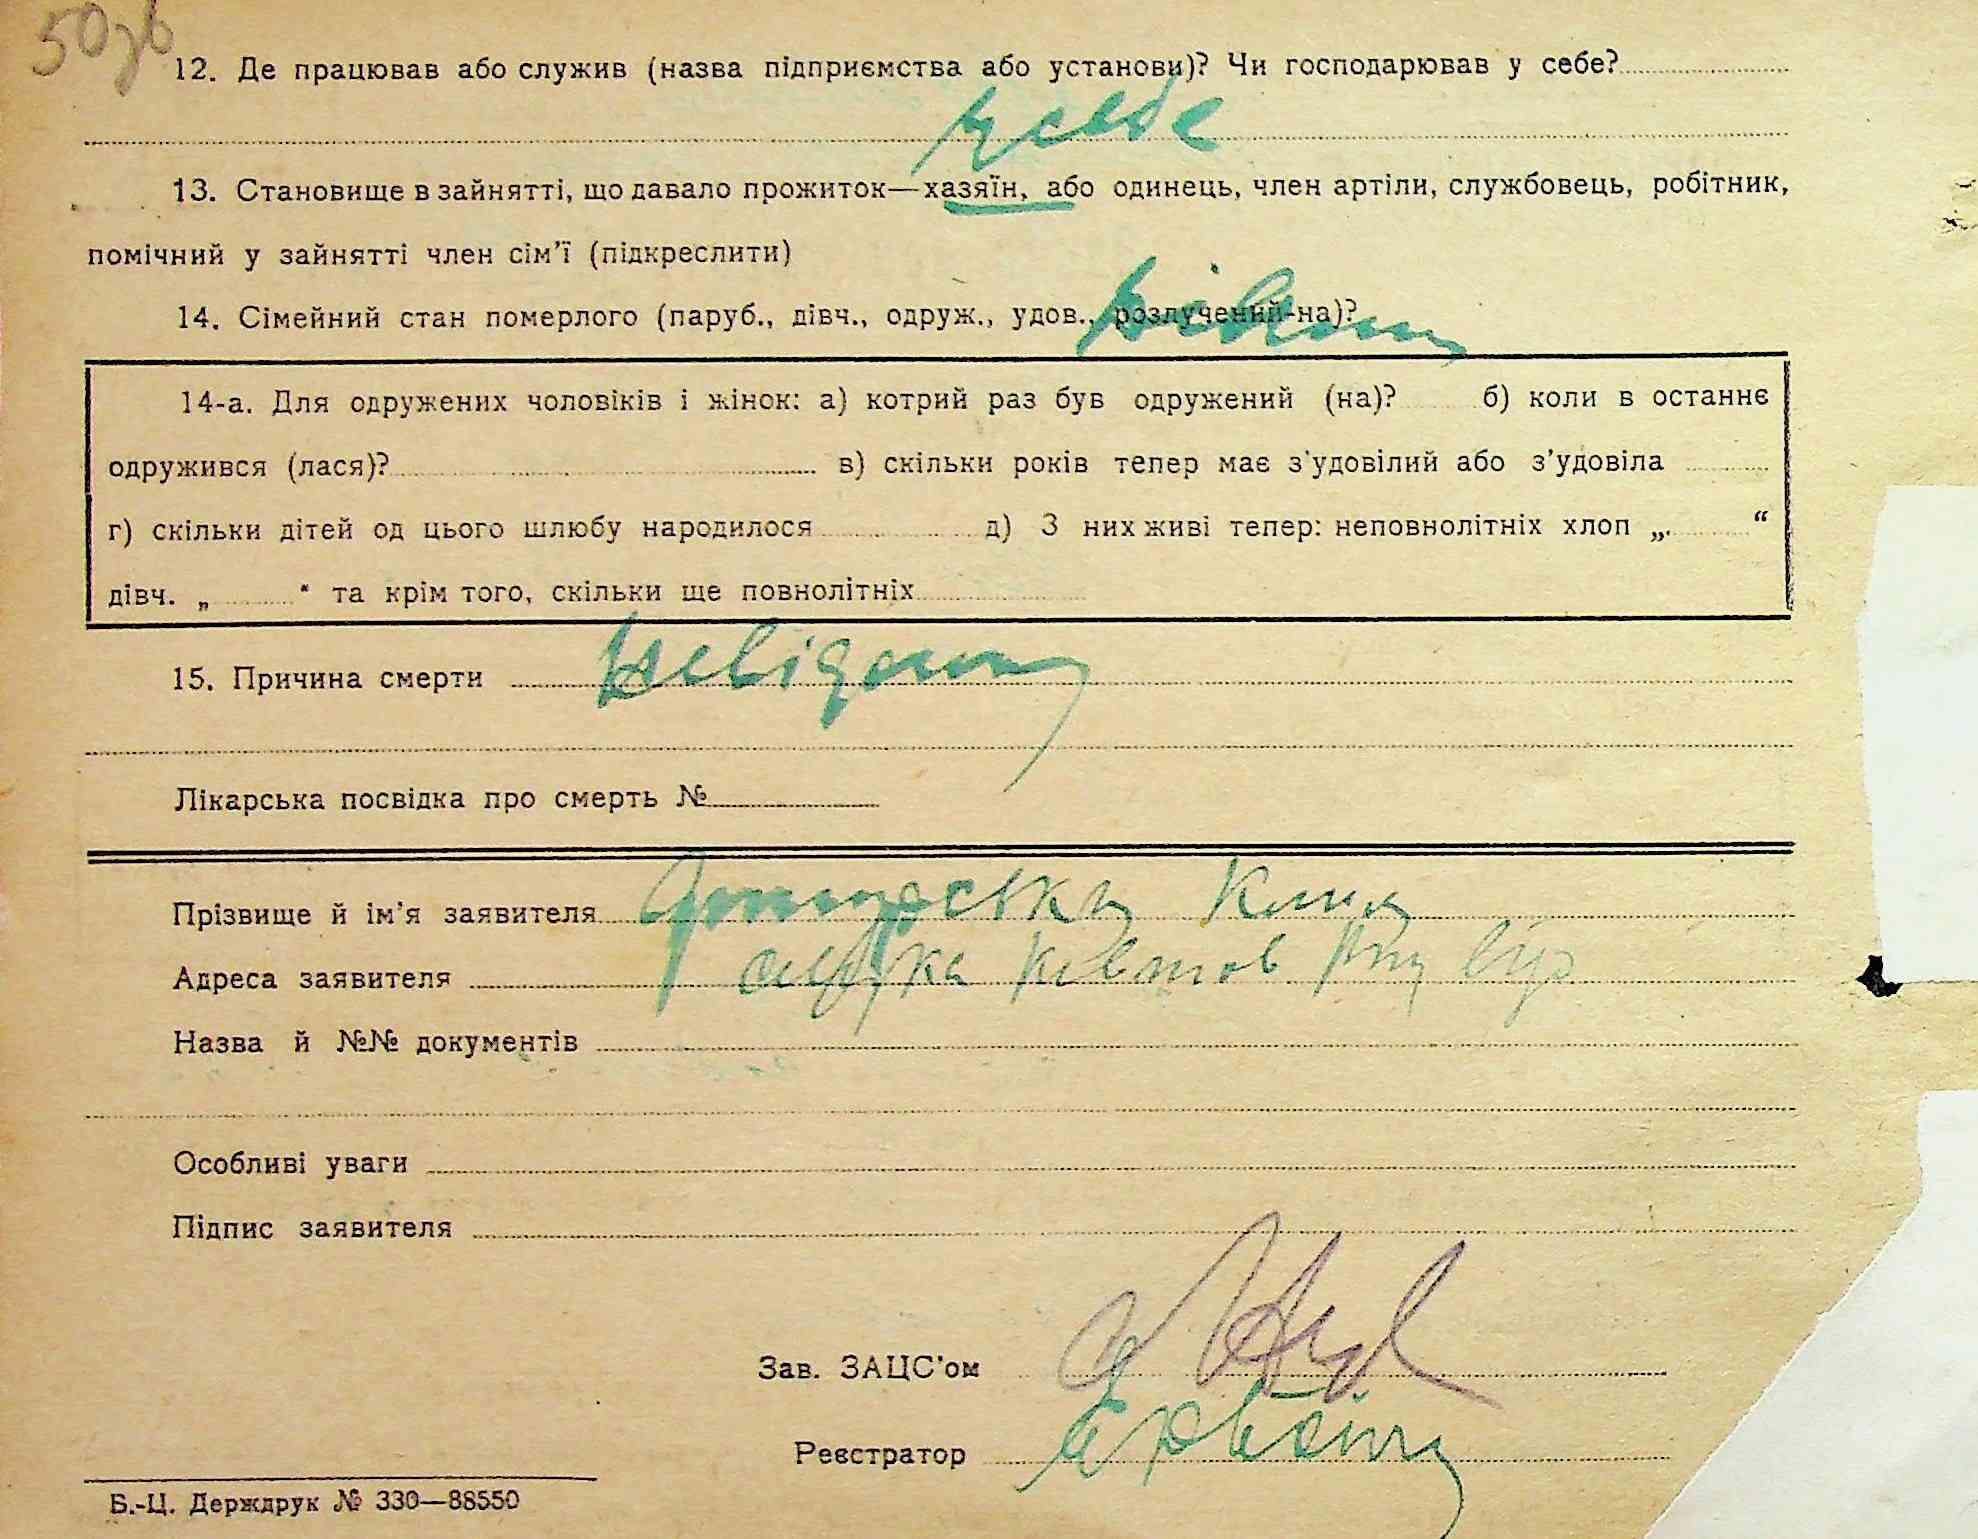 50зв
12. Де працював або служив (назва підприємства або установи)? Чи господарював у себе?
у себе
13. Становище в зайнятті, що давало прожиток—хазяїн, або одинець, член артіли, службовець, робітник,
помічний у зайнятті член сім’ї (підкреслити)
14. Сімейний стан померлого (паруб., дівч., одруж., удов., розлучений-на)?
14-а. Для одружених чоловіків і жінок: а) котрий раз був одружений (на)? б) коли в останнє
одружився (лася)? в) скільки років тепер має з'удовілий або з’удовіла
г) скільки дітей од цього шлюбу народилося д) З них живі тепер: неповнолітніх хлоп „ “
дівч. „ “ та крім того, скільки ще повнолітніх
15. Причина смерти невідома
Лікарська посвідка про смерть №
Прізвище й ім’я заявителя
Адреса заявителя
Назва й №№ документів
Особливі уваги
Підпис заявителя
Зав. ЗАЦС’ом
Реєстратор
Б.-Ц. Держдрук № 330—88550